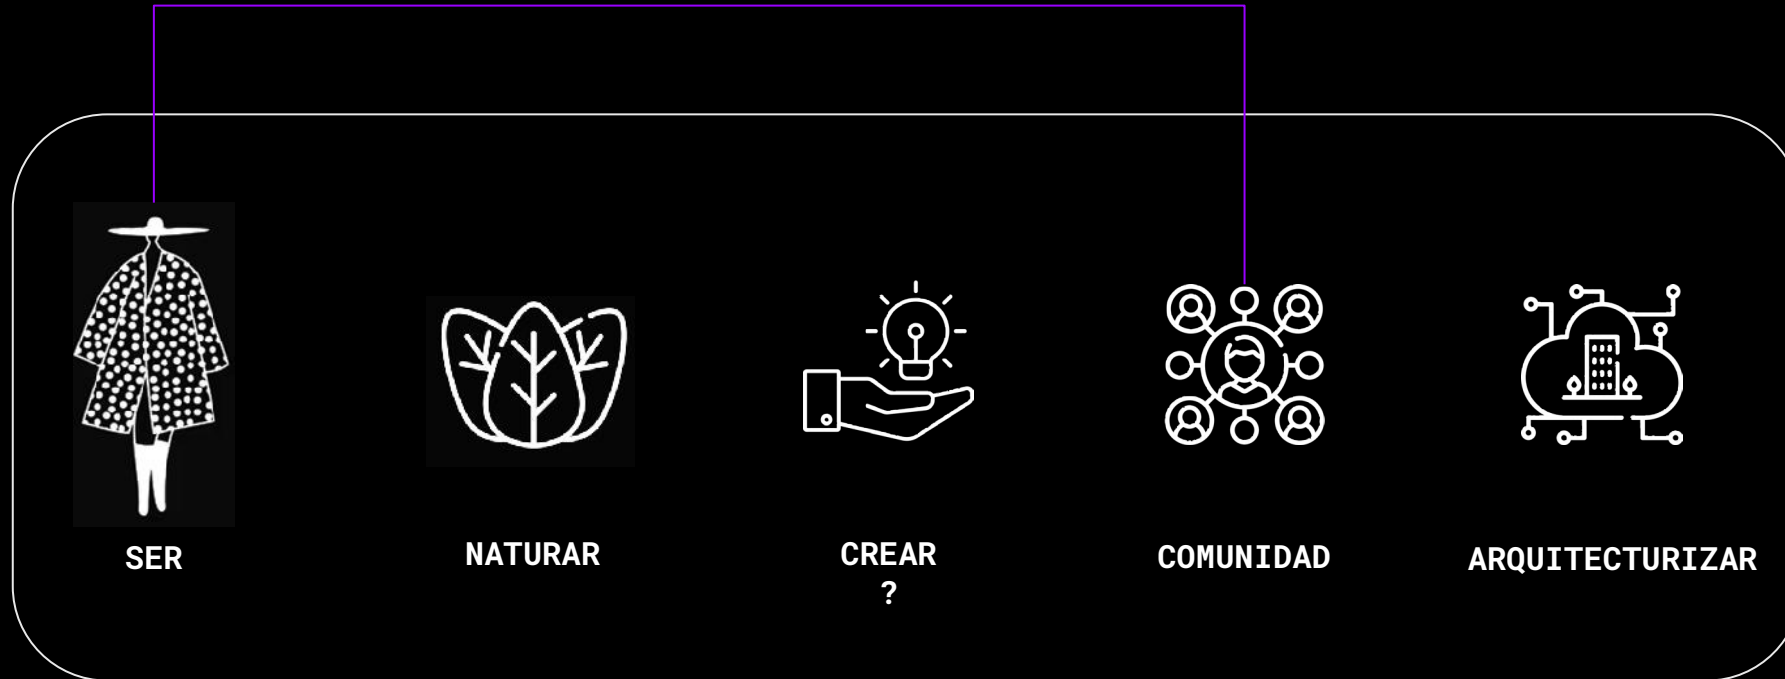 SER
NATURAR
CREAR
?
COMUNIDAD
ARQUITECTURIZAR